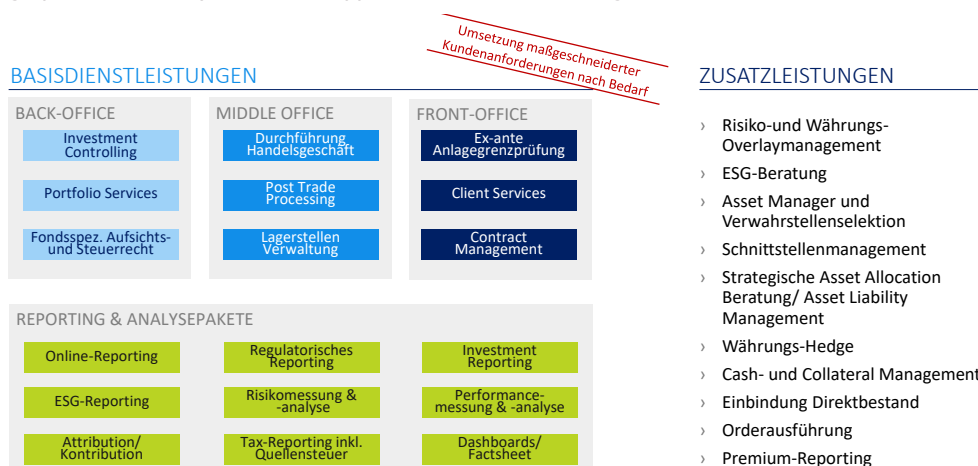 Umsetzung maßgeschneiderter
Kundenanforderungen nach Bedarf
BASISDIENSTLEISTUNGEN
BACK-OFFICE
Investment
Controlling
Portfolio Services
Fondsspez. Aufsichts-
und Steuerrecht
MIDDLE OFFICE
Durchführung
Handelsgeschäft
Post Trade
Processing
Lagerstellen
Verwaltung
FRONT-OFFICE
Ex-ante
Anlagegrenzprüfung
Client Services
Contract
Management
REPORTING & ANALYSEPAKETE
Online-Reporting
Regulatorisches
Reporting
Investment
Reporting
ESG-Reporting
Risikomessung &
-analyse
Performance-
messung & -analyse
Attribution/
Kontribution
Tax-Reporting inkl.
Quellensteuer
Dashboards/
Factsheet
ZUSATZLEISTUNGEN
› Risiko-und Währungs-
Overlaymanagement
› ESG-Beratung
› Asset Manager und
Verwahrstellenselektion
› Schnittstellenmanagement
› Strategische Asset Allocation
Beratung/ Asset Liability
Management
› Währungs-Hedge
› Cash- und Collateral Management
› Einbindung Direktbestand
› Orderausführung
› Premium-Reporting